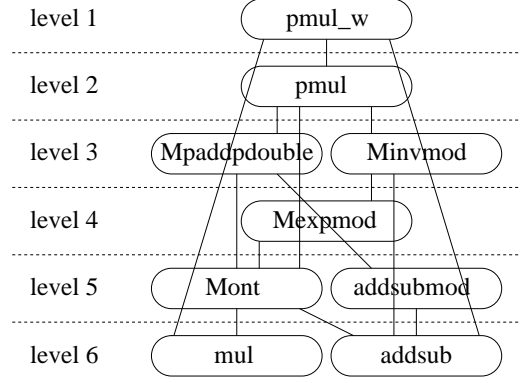 level 1 pmul_w
level 2 pmul
level 3 Mpaddpdouble Minvmod
level 4 Mexpmod
level 5 Mont addsubmod
level 6 mul addsub